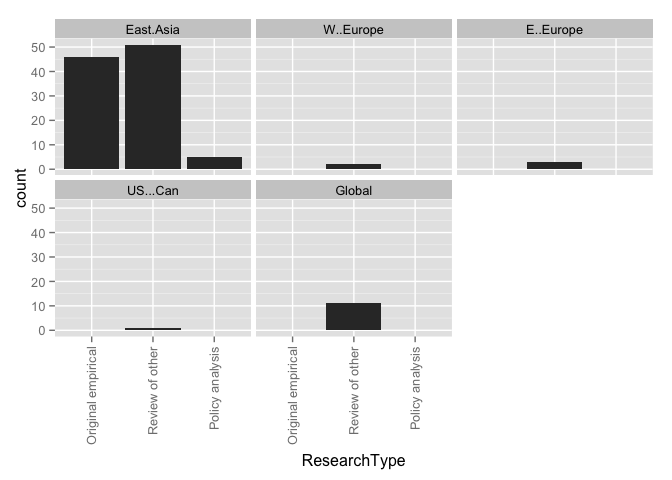 East.Asia
W..Europe
E..Europe
50
40
30
20
10
0
count
US...Can
Global
50
40
30
20
10
0
Original empirical
Review of other
Policy analysis
Original empirical
Review of other
Policy analysis
ResearchType